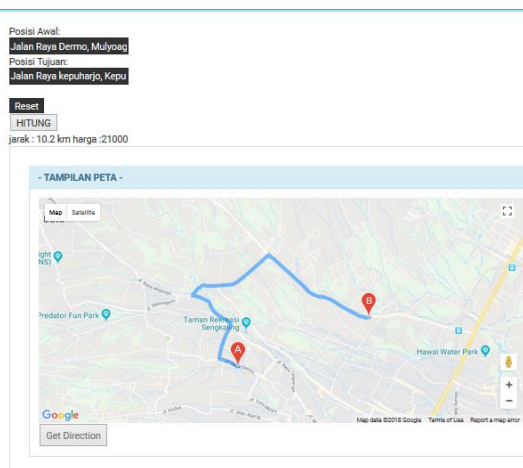 Posisi Awal:
Jalan Raya Dermo, Mulyoag
Posisi Tujuan:
Jalan Raya kepuharjo, Kepu
Reset
HITUNG
jarak : 10.2 km harga :21000
- TAMPILAN PETA -
Map Satellite
Predator Fun Park
Taman Rekreasi
Sengkaling
A
B
Hawai Water Park
+
−
Google
Map data ©2018 Google Terms of Use Report a map error
Get Direction